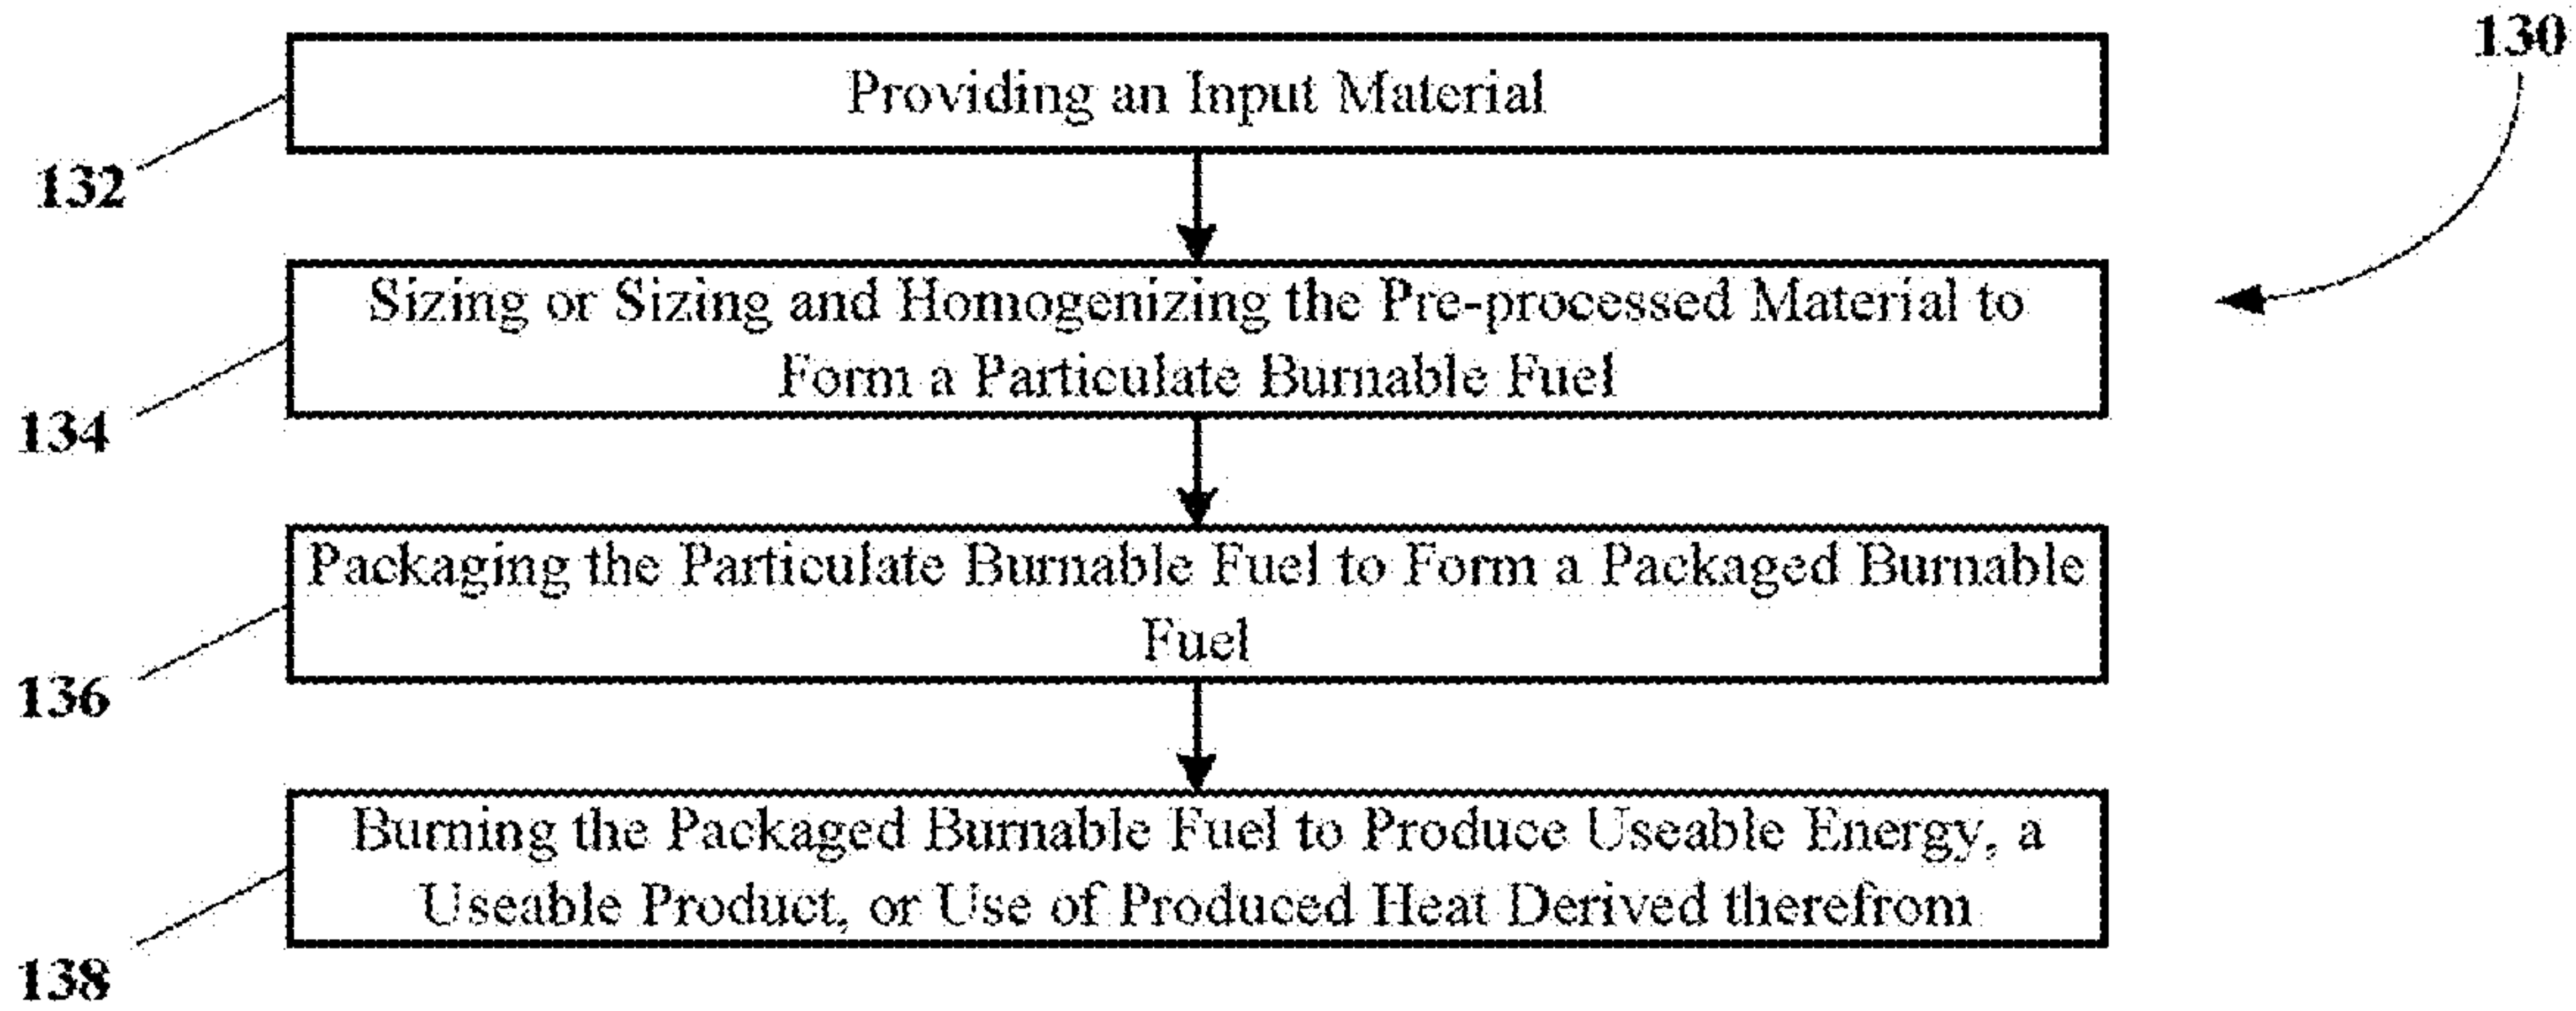 130
Providing an Input Material
132
Sizing or Sizing and Homogenizing the Pre-processed Material to
Form a Particulate Burnable Fuel
134
Packaging the Particulate Burnable Fuel to Form a Packaged Burnable
Fuel
136
Burning the Packaged Burnable Fuel to Produce Useable Energy, a
Useable Product, or Use of Produced Heat Derived therefrom
138